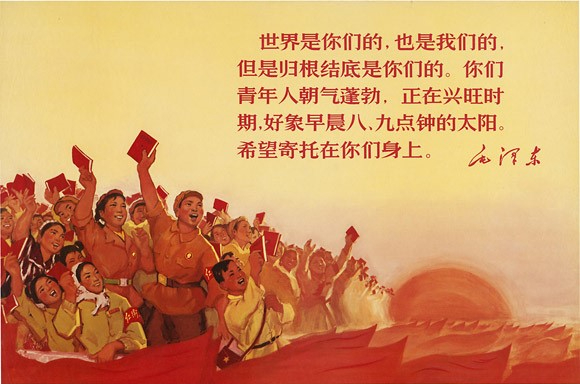 世界是你们的，也是我们的，
但是归根结底是你们的。你们
青年人朝气蓬勃，正在兴旺时
期，好象早晨八、九点钟的太阳。
希望寄托在你们身上。 毛泽东